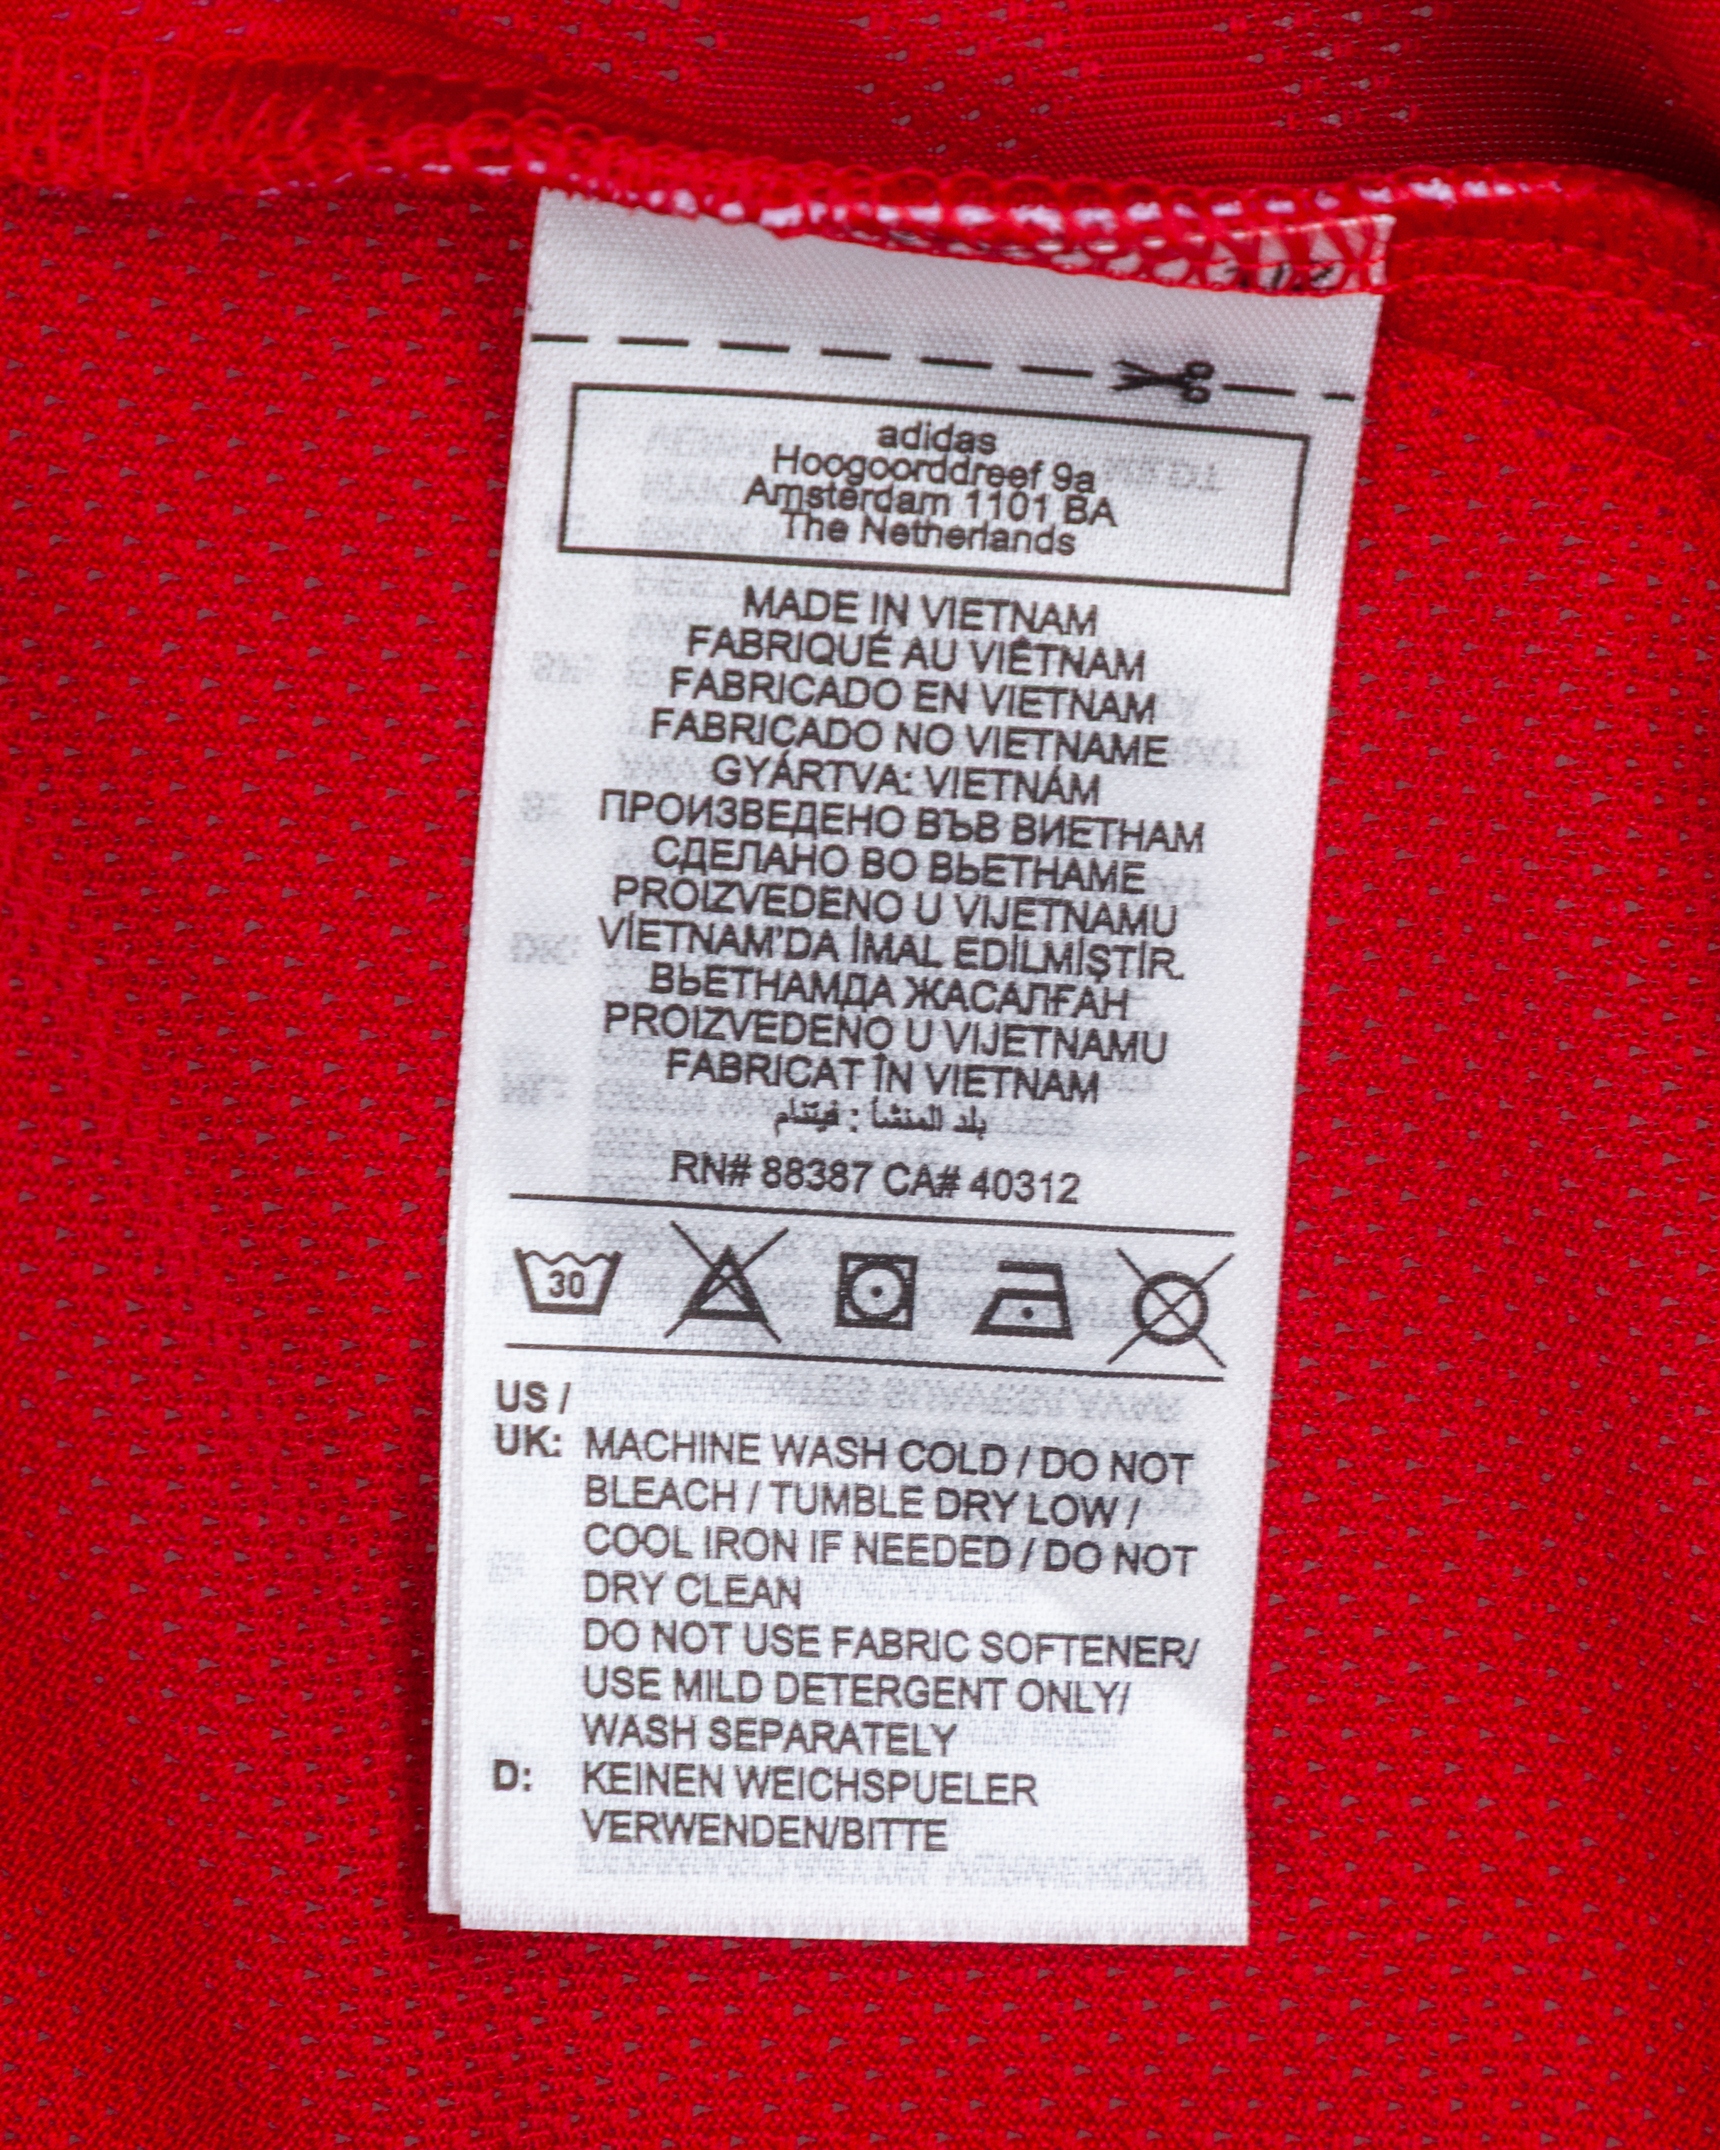 adidas
Hoogoorddreef 9a
Amsterdam 1101 BA
The Netherlands
MADE IN VIETNAM
FABRIQUÉ AU VIÊTNAM
FABRICADO EN VIETNAM
FABRICADO NO VIETNAME
GYÁRTVA: VIETNÁM
ПРОИЗВЕДЕНО ВЪВ ВИЕТНАМ
СДЕЛАНО ВО ВЬЕТНАМЕ
PROIZVEDENO U VIJETNAMU
VİETNAM'DA İMAL EDİLMİŞTİR.
ВЬЕТНАМДА ЖАСАЛҒАН
PROIZVEDENO U VIJETNAMU
FABRICAT ÎN VIETNAM
بلد المنشأ : فيتنام
RN# 88387 CA# 40312
30
US /
UK: MACHINE WASH COLD / DO NOT
BLEACH / TUMBLE DRY LOW /
COOL IRON IF NEEDED / DO NOT
DRY CLEAN
DO NOT USE FABRIC SOFTENER/
USE MILD DETERGENT ONLY/
WASH SEPARATELY
D: KEINEN WEICHSPUELER
VERWENDEN/BITTE